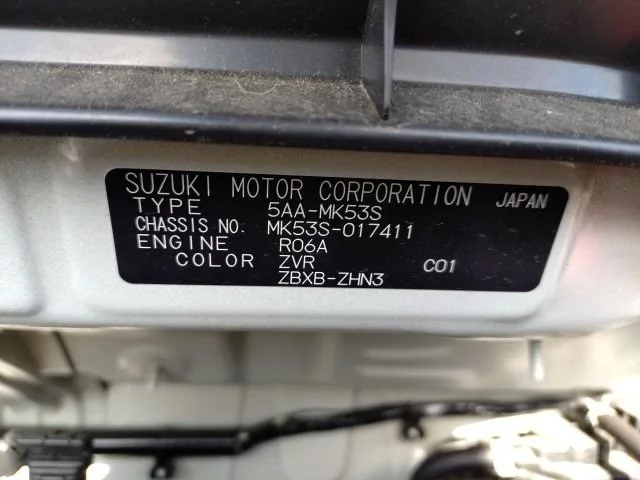 SUZUKI MOTOR CORPORATION JAPAN
TYPE 5AA-MK53S
CHASSIS NO. MK53S-017411
ENGINE R06A
COLOR ZVR C01
ZBXB-ZHN3